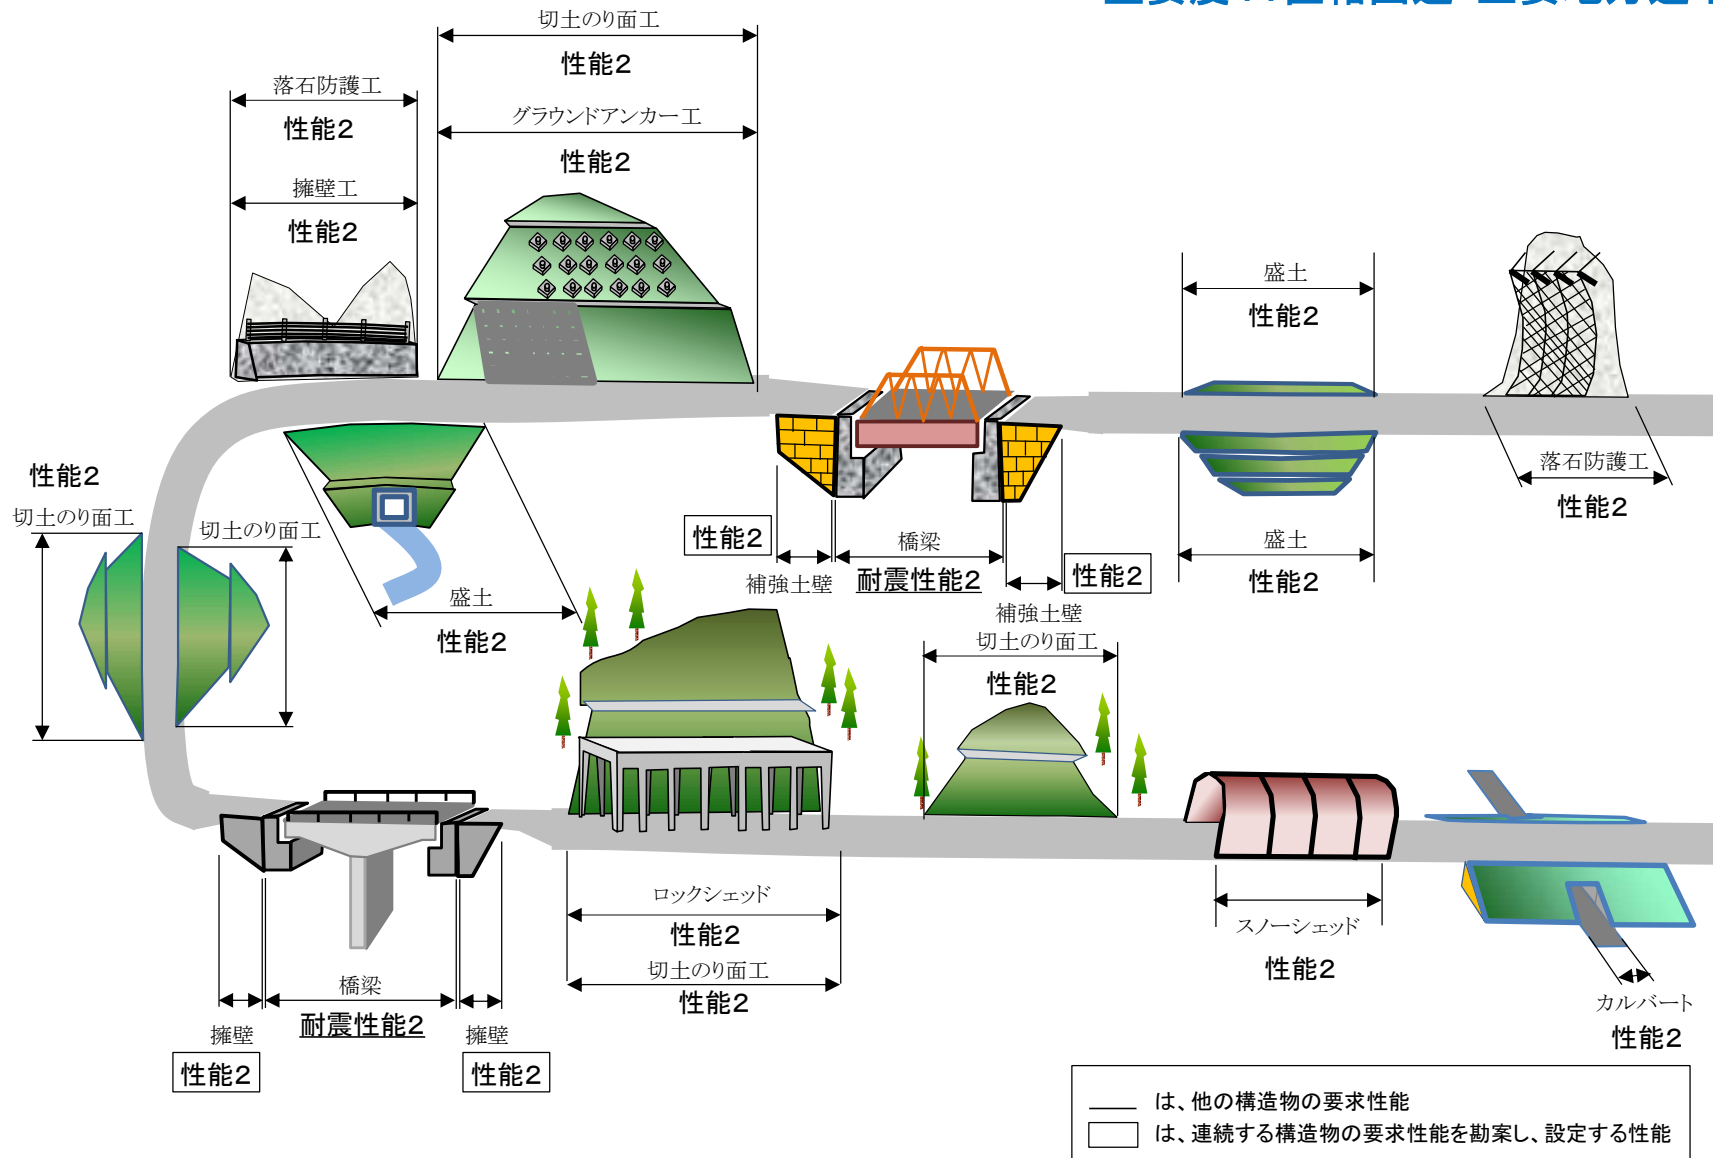 切土のり面工
性能2
落石防護工
性能2
グラウンドアンカー工
性能2
擁壁工
性能2
盛土
性能2
性能2
切土のり面工
切土のり面工
落石防護工
性能2
性能2
橋梁
盛土
性能2
性能2
補強土壁
耐震性能2
補強土壁
盛土
性能2
切土のり面工
性能2
ロックシェッド
性能2
切土のり面工
性能2
スノーシェッド
性能2
橋梁
耐震性能2
擁壁
性能2
擁壁
性能2
カルバート
性能2
は、他の構造物の要求性能
は、連続する構造物の要求性能を勘案し、設定する性能